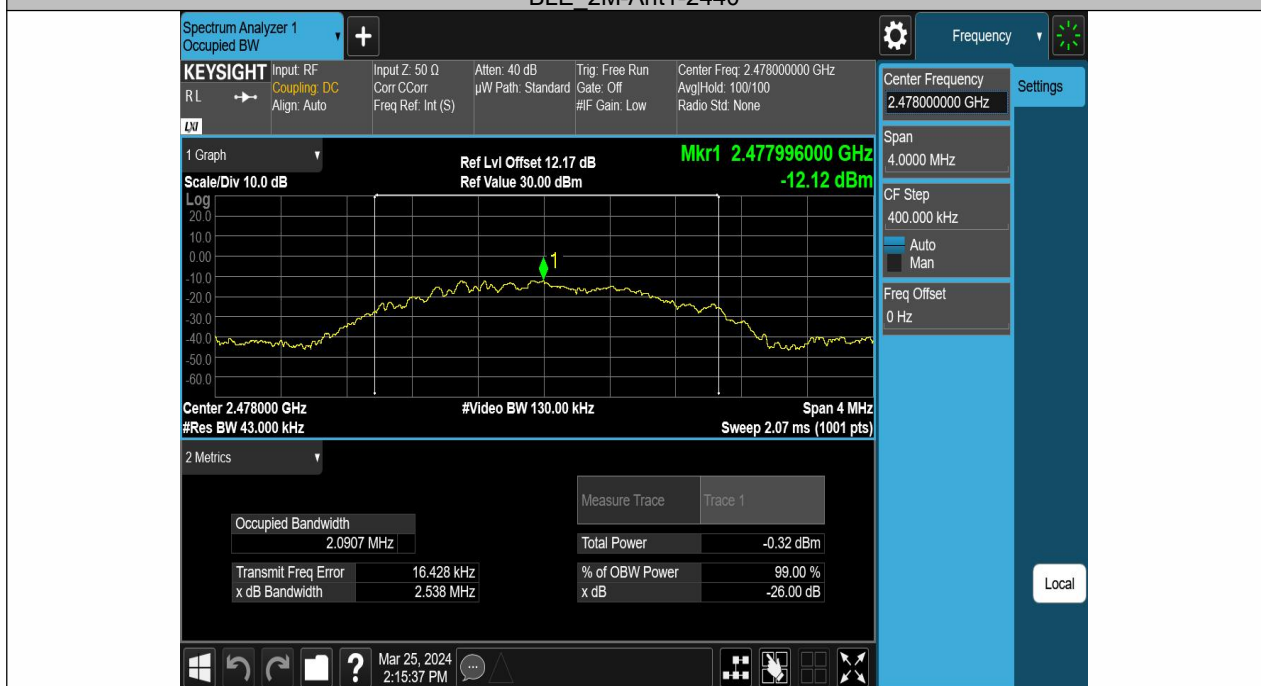 BLE_2M-Ant1-2440
Spectrum Analyzer 1
Occupied BW
+
Frequency
KEYSIGHT
R L
LXI
Input: RF
Coupling: DC
Align: Auto
Input Z: 50 Ω
Corr CCorr
Freq Ref: Int (S)
Atten: 40 dB
µW Path: Standard
Trig: Free Run
Gate: Off
#IF Gain: Low
Center Freq: 2.478000000 GHz
Avg|Hold: 100/100
Radio Std: None
Center Frequency
2.478000000 GHz
Settings
Span
4.0000 MHz
CF Step
400.000 kHz
Auto
Man
Freq Offset
0 Hz
1 Graph
Scale/Div 10.0 dB
Ref Lvl Offset 12.17 dB
Ref Value 30.00 dBm
Mkr1 2.477996000 GHz
-12.12 dBm
Log
20.0
10.0
0.00
-10.0
-20.0
-30.0
-40.0
-50.0
-60.0
1
Center 2.478000 GHz
#Video BW 130.00 kHz
Span 4 MHz
#Res BW 43.000 kHz
Sweep 2.07 ms (1001 pts)
2 Metrics
Measure Trace
Trace 1
Occupied Bandwidth
2.0907 MHz
Total Power
-0.32 dBm
Transmit Freq Error
16.428 kHz
% of OBW Power
99.00 %
x dB Bandwidth
2.538 MHz
x dB
-26.00 dB
Local
?
Mar 25, 2024
2:15:37 PM